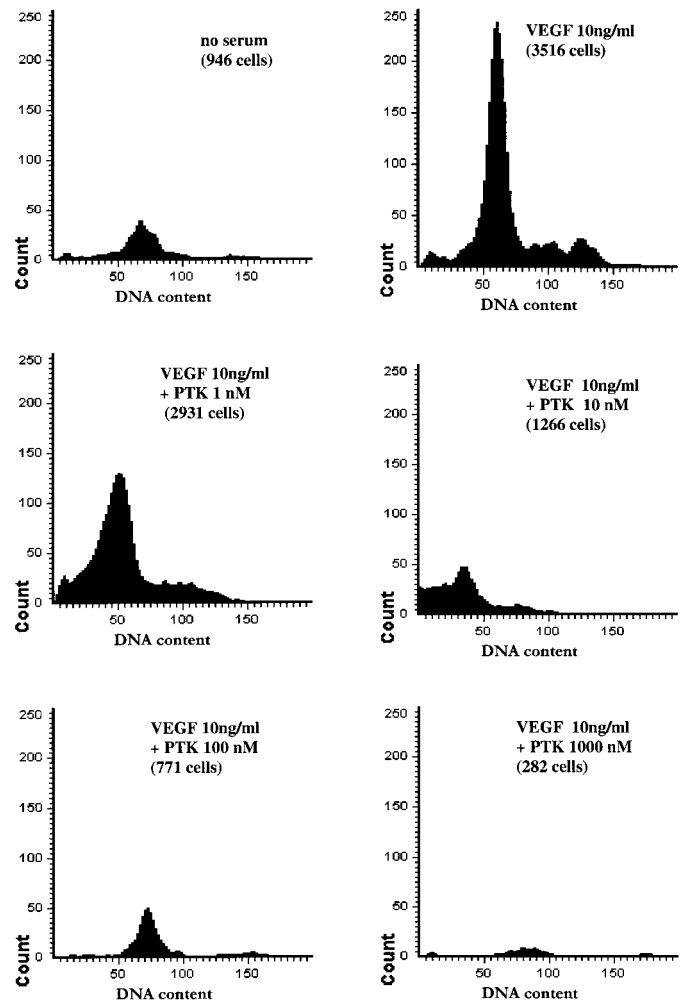 no serum
(946 cells)
250
200
150
100
50
0
Count
50
100
150
DNA content
VEGF 10ng/ml
(3516 cells)
250
200
150
100
50
0
Count
50
100
150
DNA content
VEGF 10ng/ml
+ PTK 1 nM
(2931 cells)
250
200
150
100
50
0
Count
50
100
150
DNA content
VEGF 10ng/ml
+ PTK 10 nM
(1266 cells)
250
200
150
100
50
0
Count
50
100
150
DNA content
VEGF 10ng/ml
+ PTK 100 nM
(771 cells)
250
200
150
100
50
0
Count
50
100
150
DNA content
VEGF 10ng/ml
+ PTK 1000 nM
(282 cells)
250
200
150
100
50
0
Count
50
100
150
DNA content